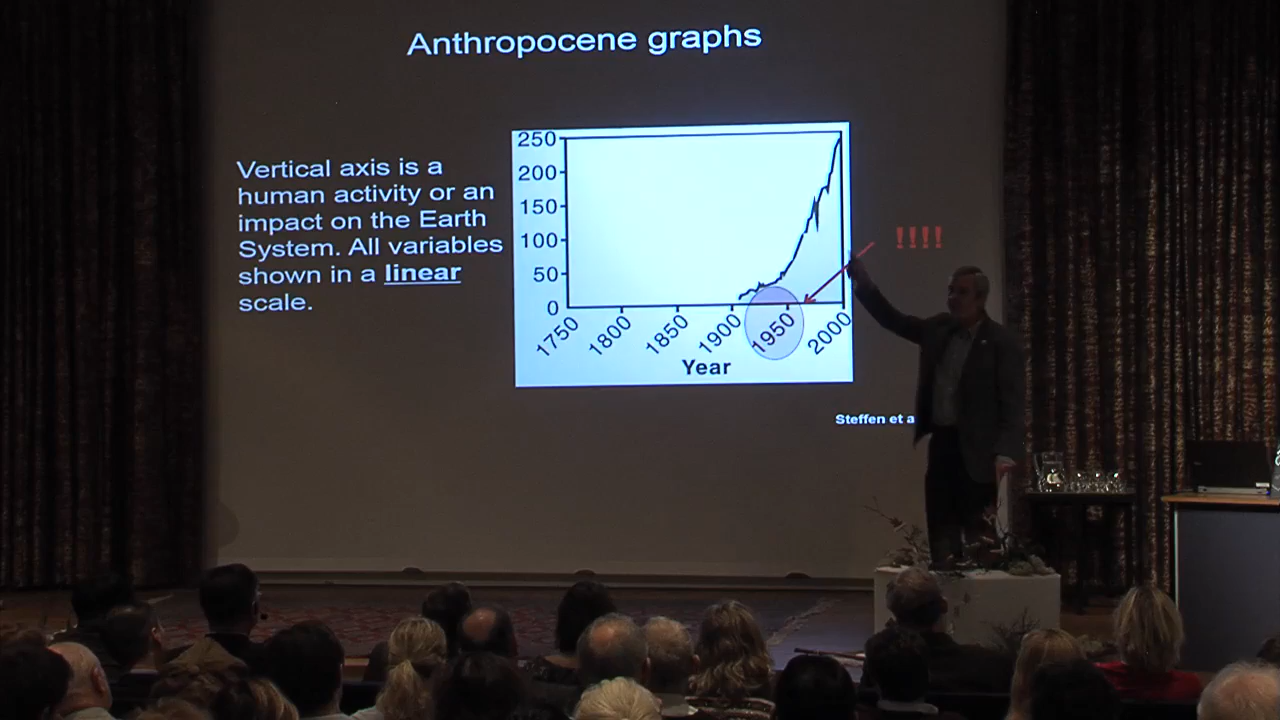 Anthropocene graphs
Vertical axis is a
human activity or an
impact on the Earth
System. All variables
shown in a linear
scale.
250
200
150
100
50
0
1750
1800
1850
1900
1950
2000
Year
!!!!
Steffen et a